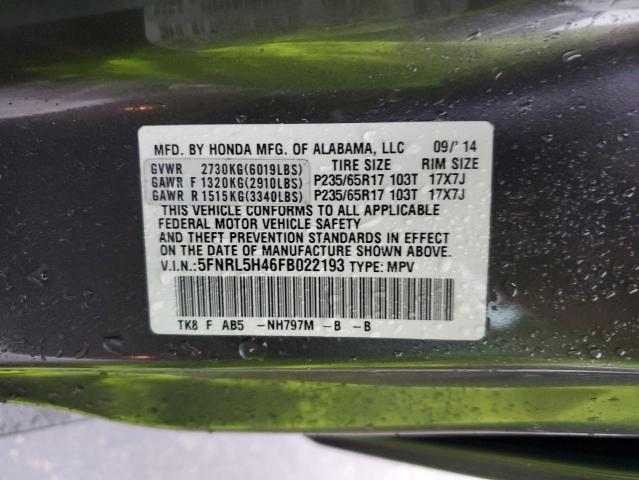 MFD. BY HONDA MFG. OF ALABAMA, LLC 09/'14
GVWR 2730KG(6019LBS) TIRE SIZE RIM SIZE
GAWR F 1320KG(2910LBS) P235/65R17 103T 17X7J
GAWR R 1515KG(3340LBS) P235/65R17 103T 17X7J
THIS VEHICLE CONFORMS TO ALL APPLICABLE
FEDERAL MOTOR VEHICLE SAFETY
AND THEFT PREVENTION STANDARDS IN EFFECT
ON THE DATE OF MANUFACTURE SHOWN ABOVE.
V.I.N.:5FNRL5H46FB022193 TYPE: MPV
TK8 F AB5 -NH797M -B -B